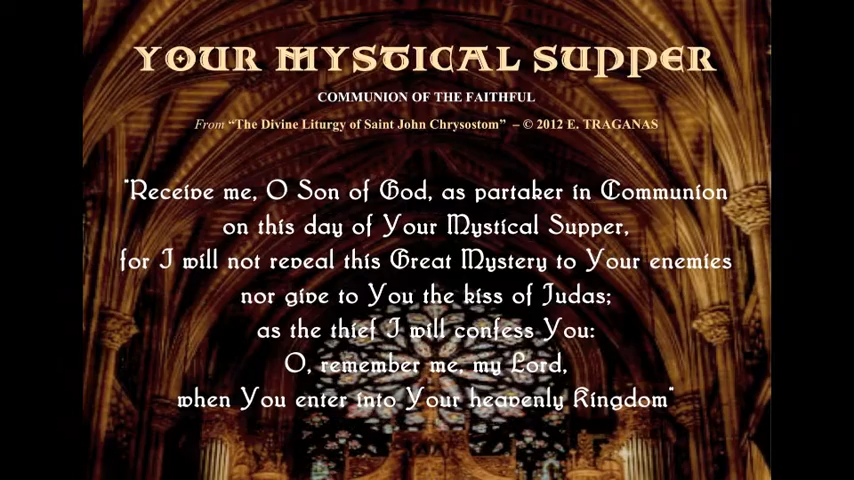 YOUR MYSTICAL SUPPER
COMMUNION OF THE FAITHFUL
From “The Divine Liturgy of Saint John Chrysostom” – © 2012 E. TRAGANAS
"Receive me, O Son of God, as partaker in Communion
on this day of Your Mystical Supper,
for I will not reveal this Great Mystery to Your enemies
nor give to You the kiss of Judas;
as the thief I will confess You:
O, remember me, my Lord,
when You enter into Your heavenly Kingdom"